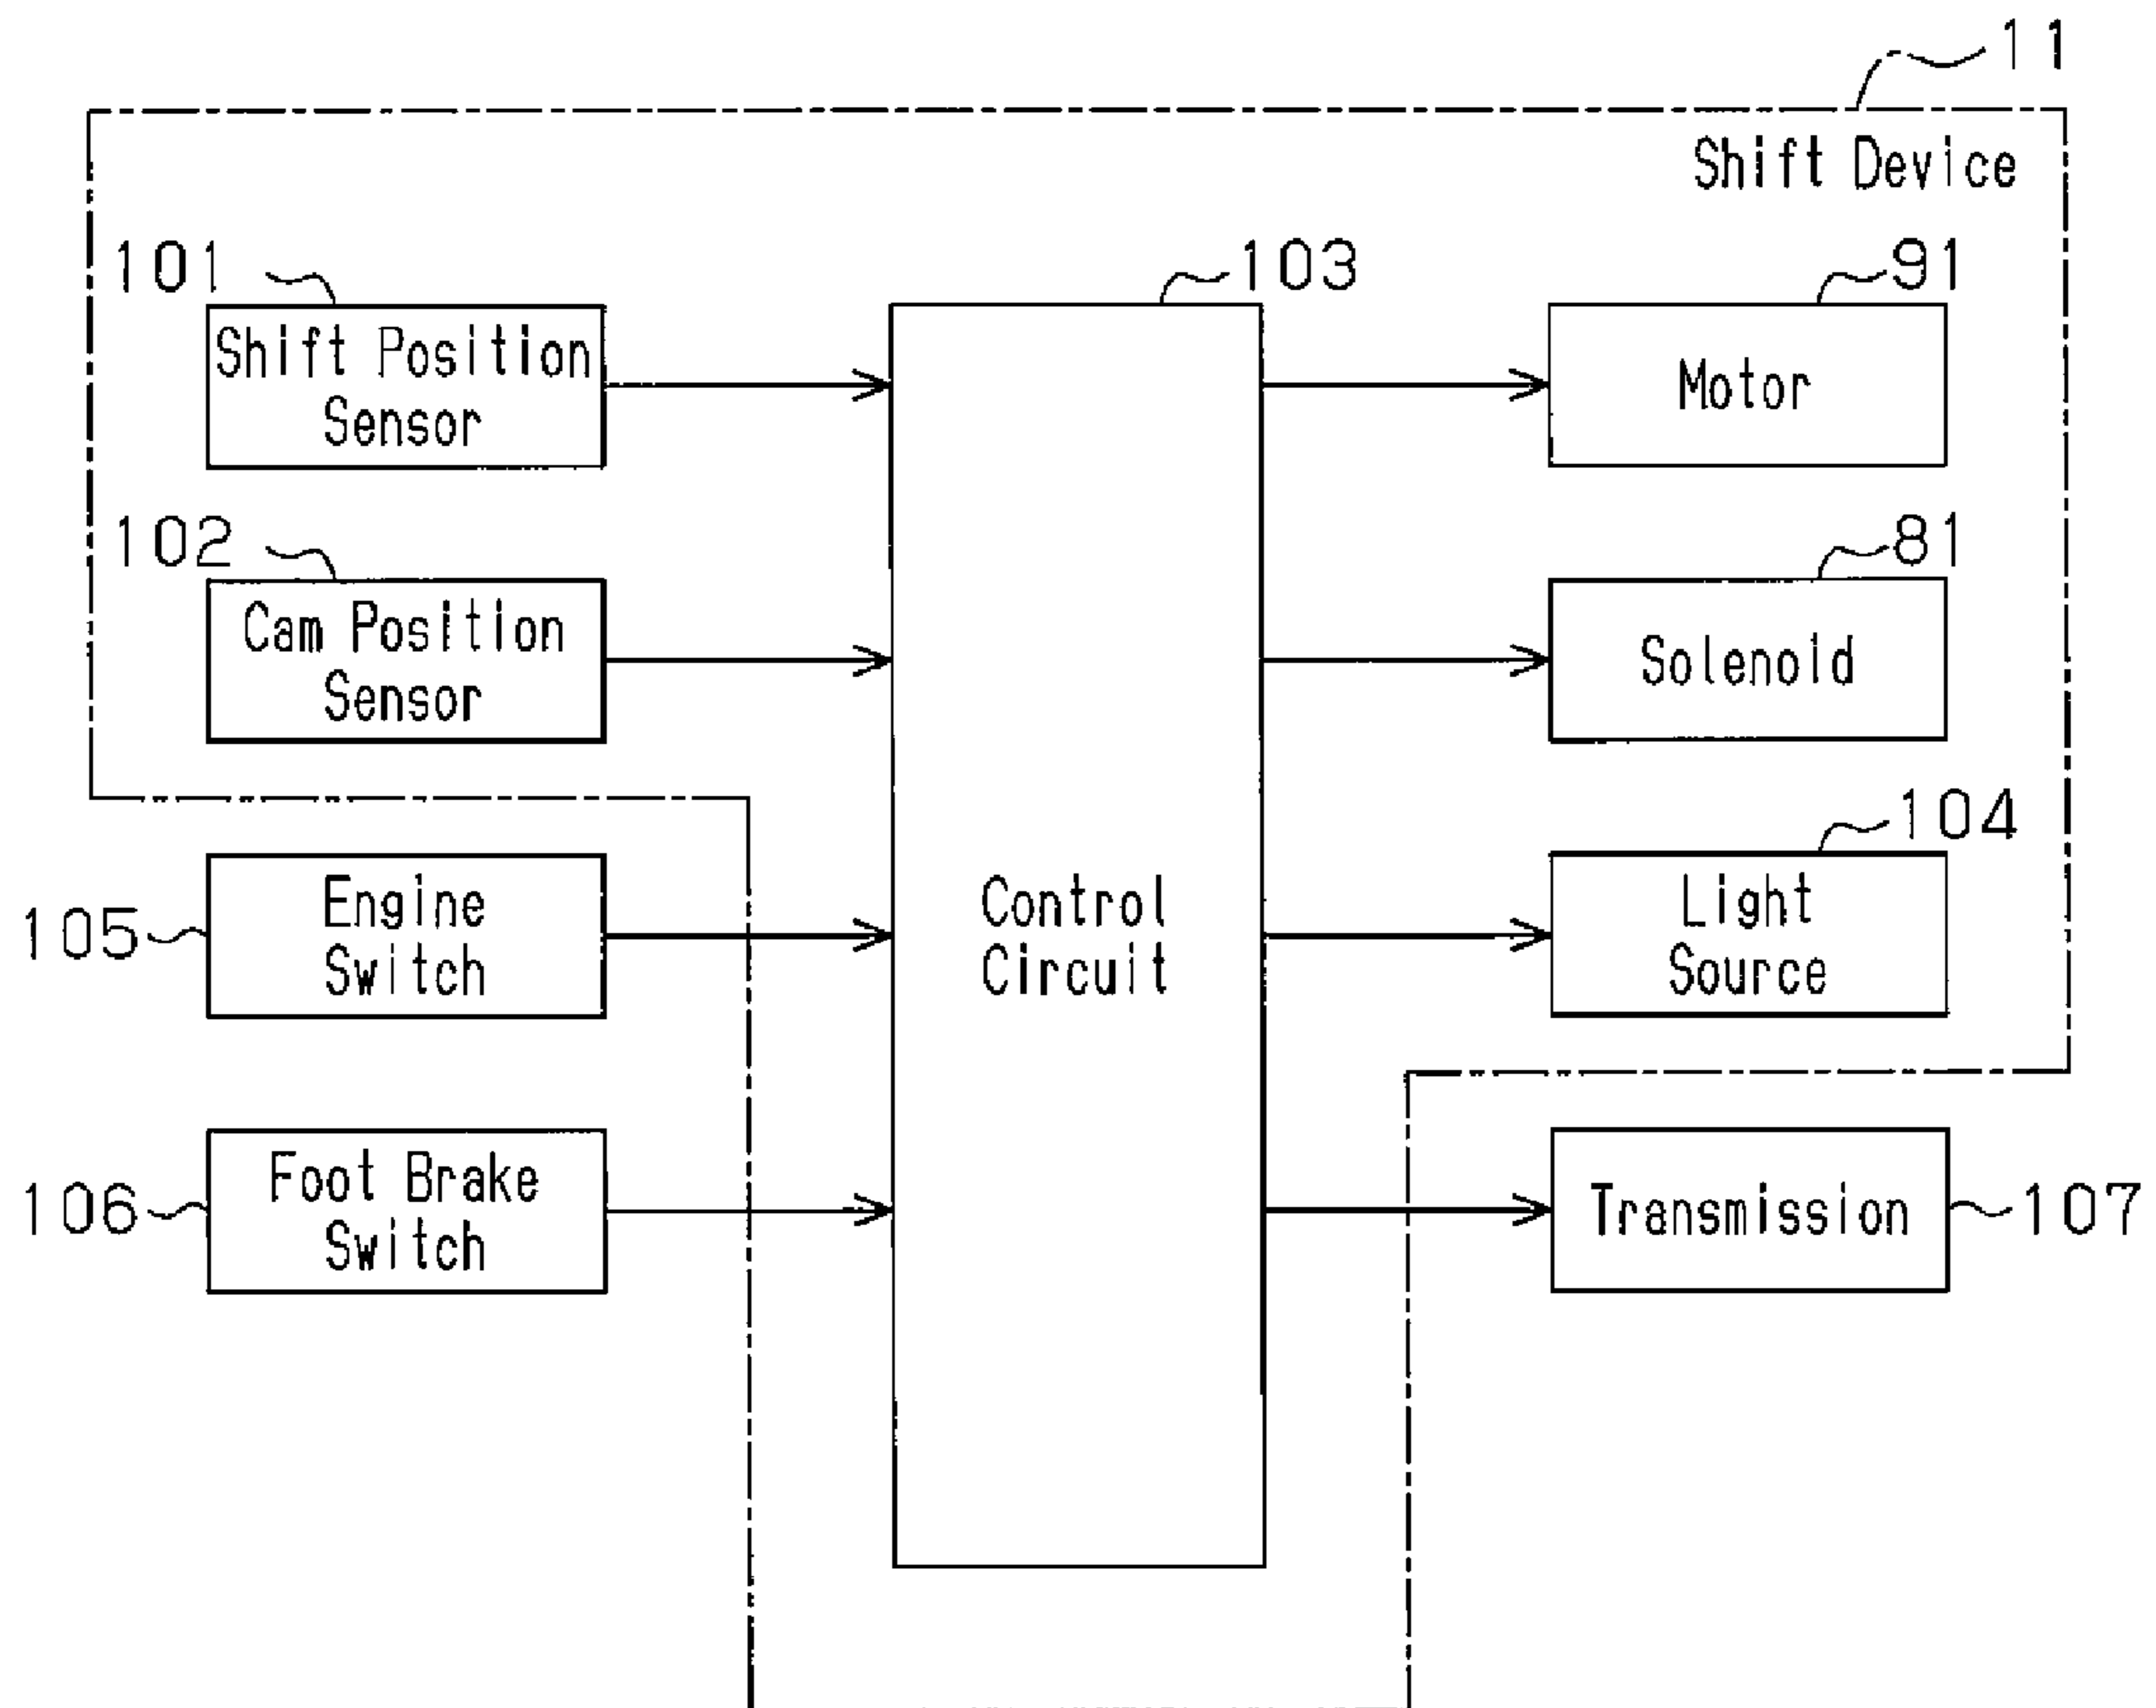 11
Shift Device
101
Shift Position
Sensor
102
Cam Position
Sensor
105
Engine
Switch
106
Foot Brake
Switch
103
Control
Circuit
91
Motor
81
Solenoid
104
Light
Source
Transmission
107